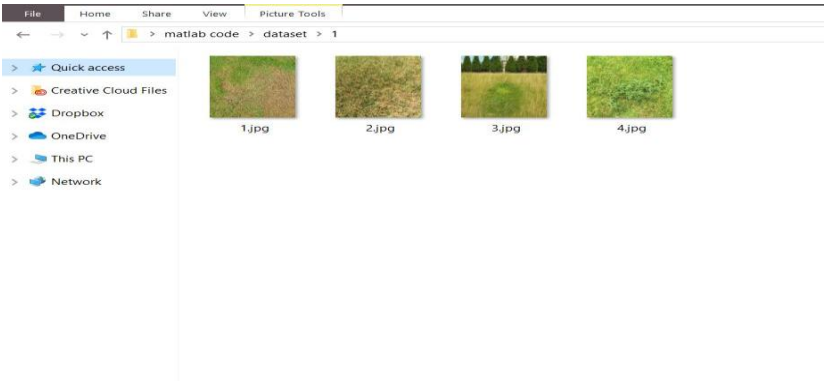 File Home Share View Picture Tools
> matlab code > dataset > 1
Quick access
Creative Cloud Files
Dropbox
OneDrive
This PC
Network
1.jpg 2.jpg 3.jpg 4.jpg